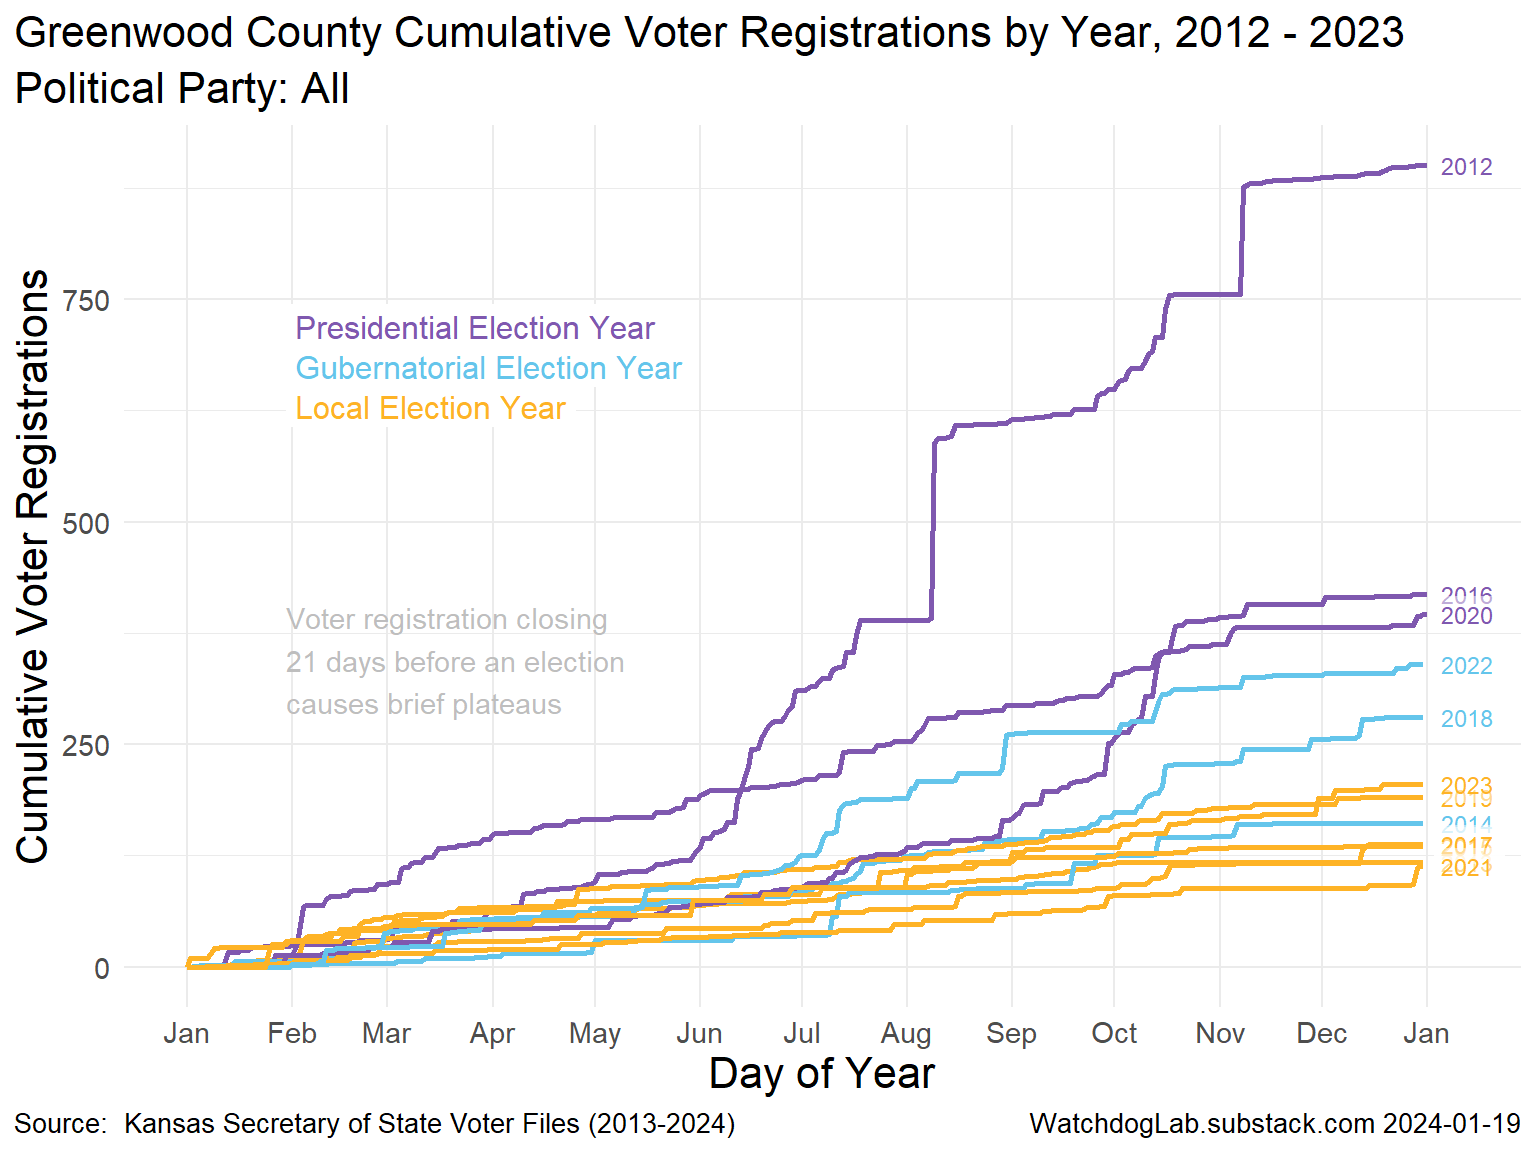 Greenwood County Cumulative Voter Registrations by Year, 2012 - 2023
Political Party: All
Cumulative Voter Registrations
750
500
250
0
Presidential Election Year
Gubernatorial Election Year
Local Election Year
Voter registration closing
21 days before an election
causes brief plateaus
2012
2016
2020
2022
2018
2023
2019
2014
2017
2021
Jan Feb Mar Apr May Jun Jul Aug Sep Oct Nov Dec Jan
Day of Year
Source:  Kansas Secretary of State Voter Files (2013-2024)
WatchdogLab.substack.com 2024-01-19